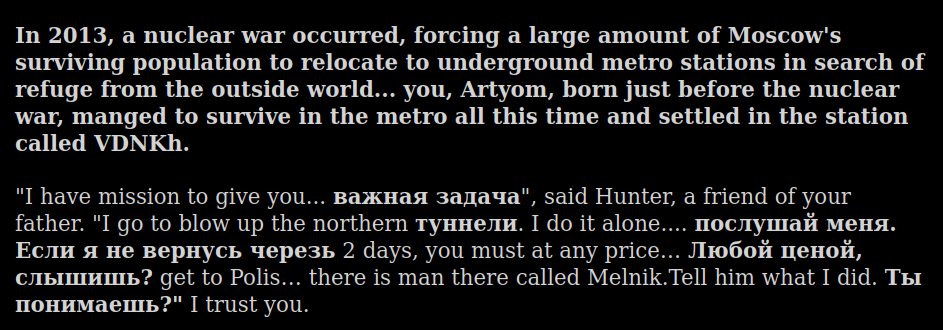 In 2013, a nuclear war occurred, forcing a large amount of Moscow's
surviving population to relocate to underground metro stations in search of
refuge from the outside world... you, Artyom, born just before the nuclear
war, manged to survive in the metro all this time and settled in the station
called VDNKh.
"I have mission to give you... важная задача", said Hunter, a friend of your
father. "I go to blow up the northern туннели. I do it alone.... послушай меня.
Если я не вернусь черезь 2 days, you must at any price... Любой ценой,
слышишь? get to Polis... there is man there called Melnik.Tell him what I did. Ты
понимаешь?" I trust you.